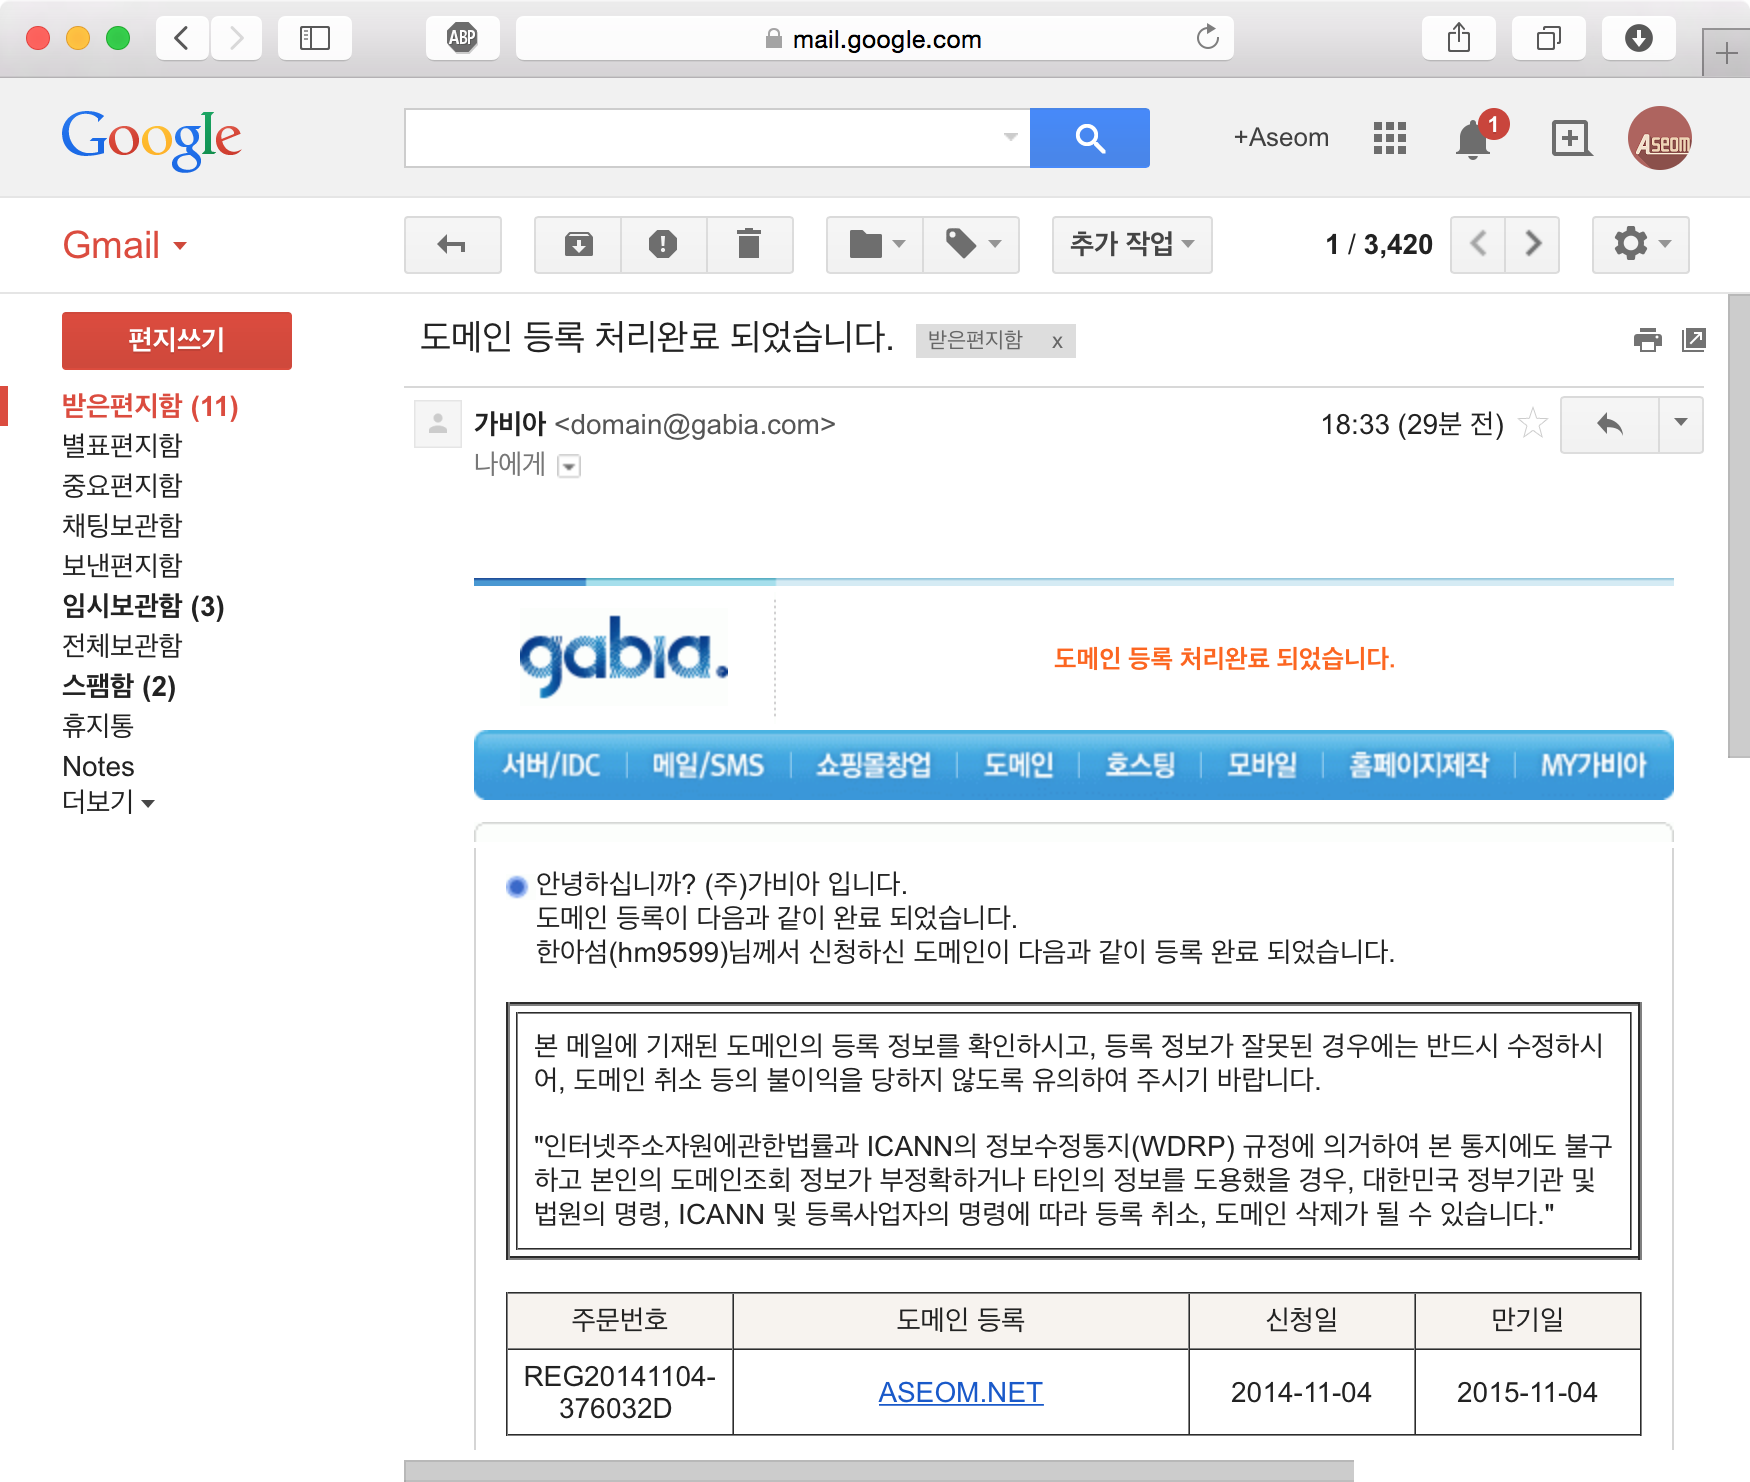 ABP
mail.google.com
Google
+Aseom
1
Aseom
Gmail
추가 작업
1 / 3,420
편지쓰기
받은편지함 (11)
별표편지함
중요편지함
채팅보관함
보낸편지함
임시보관함 (3)
전체보관함
스팸함 (2)
휴지통
Notes
더보기
도메인 등록 처리완료 되었습니다.
받은편지함 x
가비아 <domain@gabia.com>
18:33 (29분 전)
나에게
gabia.
도메인 등록 처리완료 되었습니다.
서버/IDC
메일/SMS
쇼핑몰창업
도메인
호스팅
모바일
홈페이지제작
MY가비아
안녕하십니까? (주)가비아 입니다.
도메인 등록이 다음과 같이 완료 되었습니다.
한아섬(hm9599)님께서 신청하신 도메인이 다음과 같이 등록 완료 되었습니다.
본 메일에 기재된 도메인의 등록 정보를 확인하시고, 등록 정보가 잘못된 경우에는 반드시 수정하시
어, 도메인 취소 등의 불이익을 당하지 않도록 유의하여 주시기 바랍니다.
"인터넷주소자원에관한법률과 ICANN의 정보수정통지(WDRP) 규정에 의거하여 본 통지에도 불구
하고 본인의 도메인조회 정보가 부정확하거나 타인의 정보를 도용했을 경우, 대한민국 정부기관 및
법원의 명령, ICANN 및 등록사업자의 명령에 따라 등록 취소, 도메인 삭제가 될 수 있습니다."
주문번호
도메인 등록
신청일
만기일
REG20141104-
376032D
ASEOM.NET
2014-11-04
2015-11-04